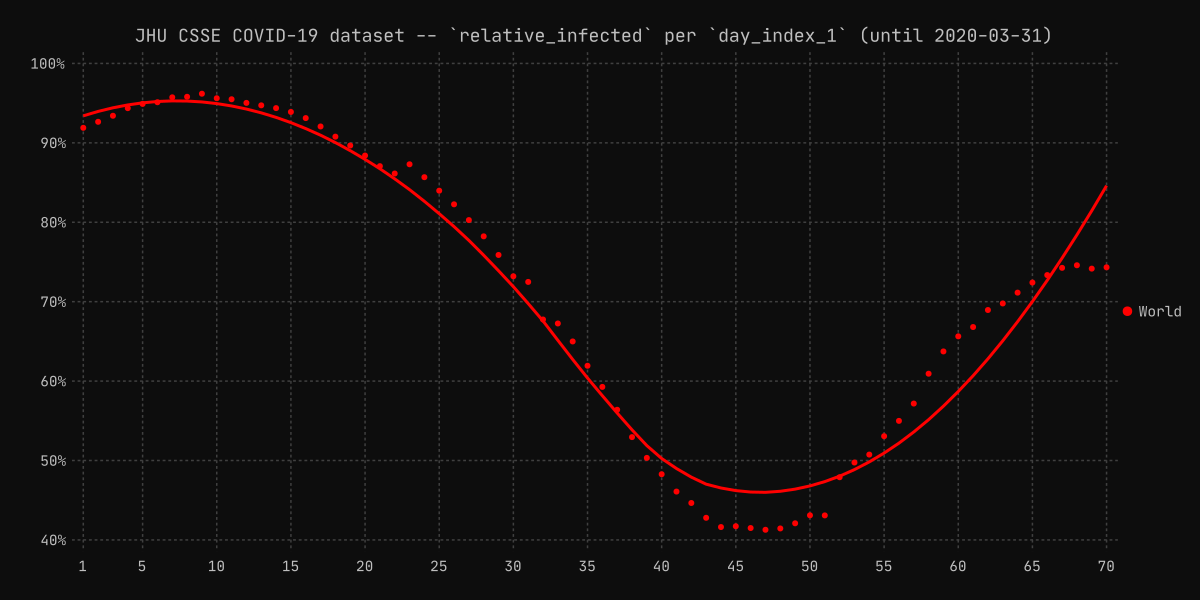 JHU CSSE COVID-19 dataset -- `relative_infected` per `day_index_1` (until 2020-03-31)
100%
90%
80%
70%
60%
50%
40%
World
1 5 10 15 20 25 30 35 40 45 50 55 60 65 70